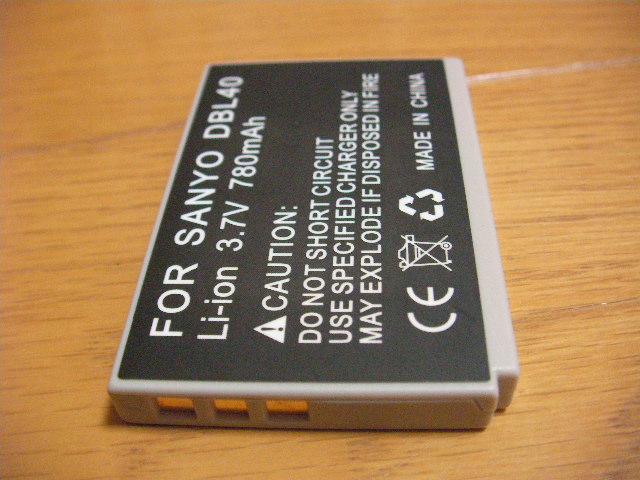 FOR SANYO DBL40
Li-ion 3.7V 780mAh
CAUTION:
DO NOT SHORT CIRCUIT
USE SPECIFIED CHARGER ONLY
MAY EXPLODE IF DISPOSED IN FIRE
CE MADE IN CHINA